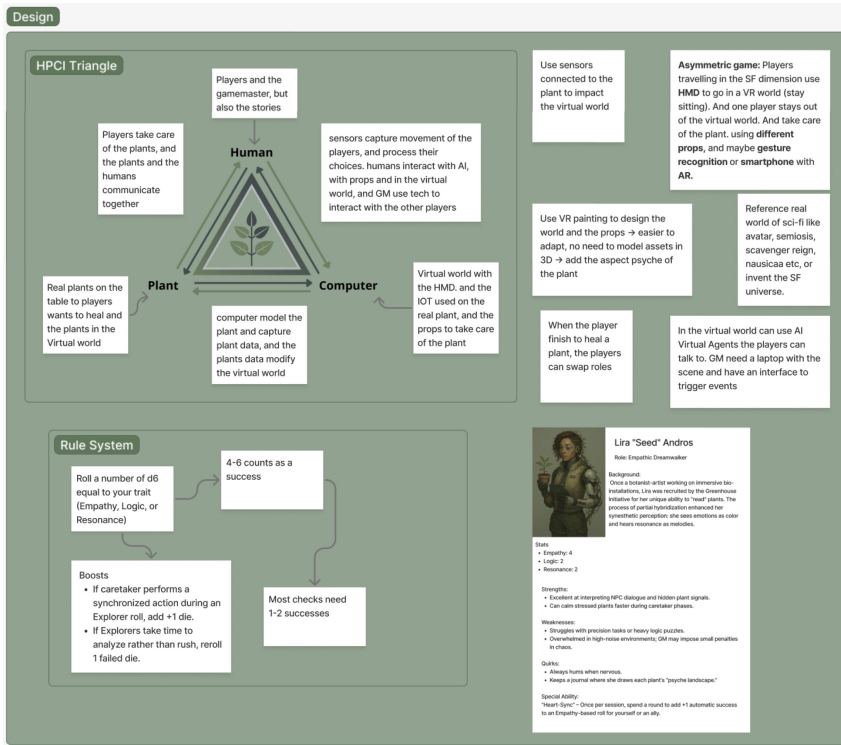 Design
HPCI Triangle
Players and the
gamemaster, but
also the stories
Players take care
of the plants, and
the plants and the
humans
communicate
together
Human
sensors capture movement of the
players, and process their
choices. humans interact with AI,
with props and in the virtual
world, and GM use tech to
interact with the other players
Real plants on the
table to players
wants to heal and
the plants in the
Virtual world
Plant
Computer
computer model the
plant and capture
plant data, and the
plants data modify
the virtual world
Virtual world with
the HMD. and the
IOT used on the
real plant, and the
props to take care
of the plant
Use sensors
connected to the
plant to impact
the virtual world
Asymmetric game: Players
travelling in the SF dimension use
HMD to go in a VR world (stay
sitting). And one player stays out
of the virtual world. And take care
of the plant. using different
props, and maybe gesture
recognition or smartphone with
AR.
Use VR painting to design the
world and the props → easier to
adapt, no need to model assets in
3D → add the aspect psyche of
the plant
Reference real
world of sci-fi like
avatar, semiosis,
scavenger reign,
nausicaa etc, or
invent the SF
universe.
When the player
finish to heal a
plant, the players
can swap roles
In the virtual world can use AI
Virtual Agents the players can
talk to. GM need a laptop with the
scene and have an interface to
trigger events
Rule System
Roll a number of d6
equal to your trait
(Empathy, Logic, or
Resonance)
4-6 counts as a
success
Boosts
• If caretaker performs a
synchronized action during an
Explorer roll, add +1 die.
• If Explorers take time to
analyze rather than rush, reroll
1 failed die.
Most checks need
1-2 successes
Lira "Seed" Andros
Role: Empathic Dreamwalker
Background:
Once a botanist-artist working on immersive bio-
installations, Lira was recruited by the Greenhouse
Initiative for her unique ability to "read" plants. The
process of partial hybridization enhanced her
synesthetic perception: she sees emotions as color
and hears resonance as melodies.
Stats
• Empathy: 4
• Logic: 2
• Resonance: 2
Strengths:
• Excellent at interpreting NPC dialogue and hidden plant signals.
• Can calm stressed plants faster during caretaker phases.
Weaknesses:
• Struggles with precision tasks or heavy logic puzzles.
• Overwhelmed in high-noise environments; GM may impose small penalties
in chaos.
Quirks:
• Always hums when nervous.
• Keeps a journal where she draws each plant's "psyche landscape."
Special Ability:
"Heart-Sync" – Once per session, spend a round to add +1 automatic success
to an Empathy-based roll for yourself or an ally.